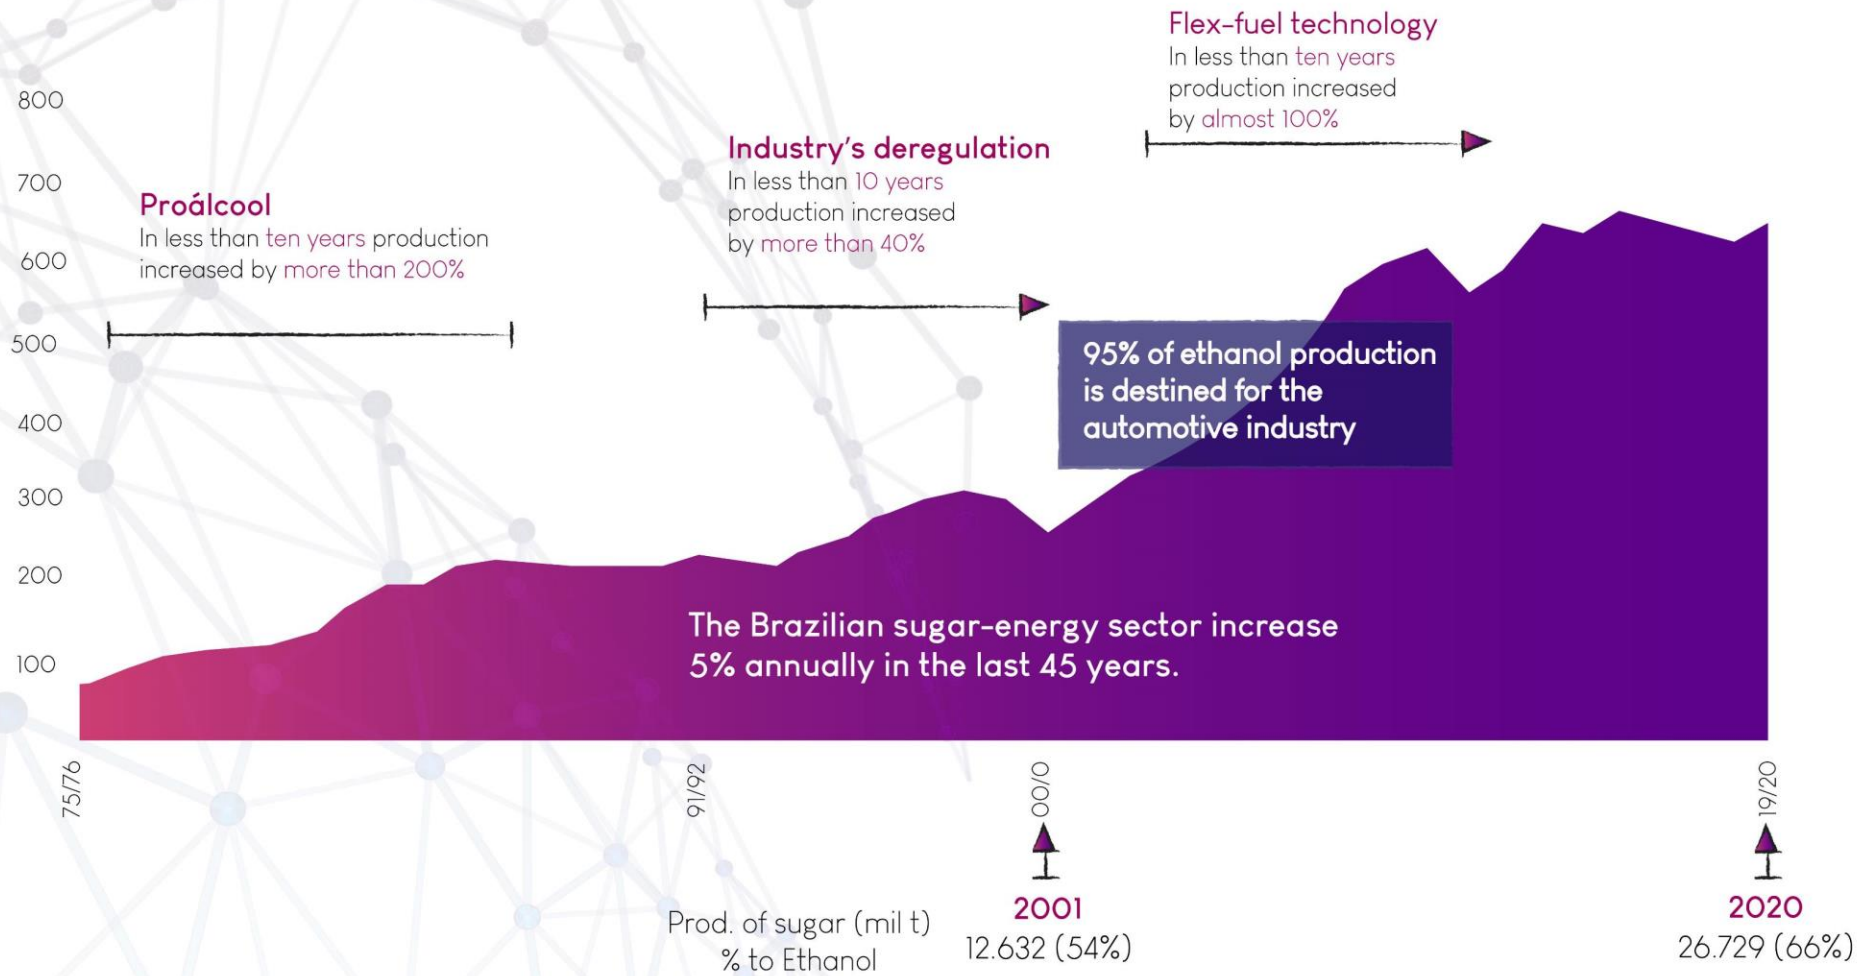 Flex-fuel technology
In less than ten years
production increased
by almost 100%
Industry's deregulation
In less than 10 years
production increased
by more than 40%
Proálcool
In less than ten years production
increased by more than 200%
800
700
600
500
400
300
200
100
95% of ethanol production
is destined for the
automotive industry
The Brazilian sugar-energy sector increase
5% annually in the last 45 years.
75/76
91/92
00/0
19/20
Prod. of sugar (mil t)
% to Ethanol
2001
12.632 (54%)
2020
26.729 (66%)